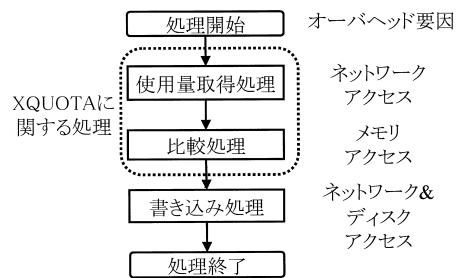 処理開始
オーバヘッド要因
使用量取得処理
ネットワーク
アクセス
XQUOTAに
関する処理
比較処理
メモリ
アクセス
書き込み処理
ネットワーク&
ディスク
アクセス
処理終了